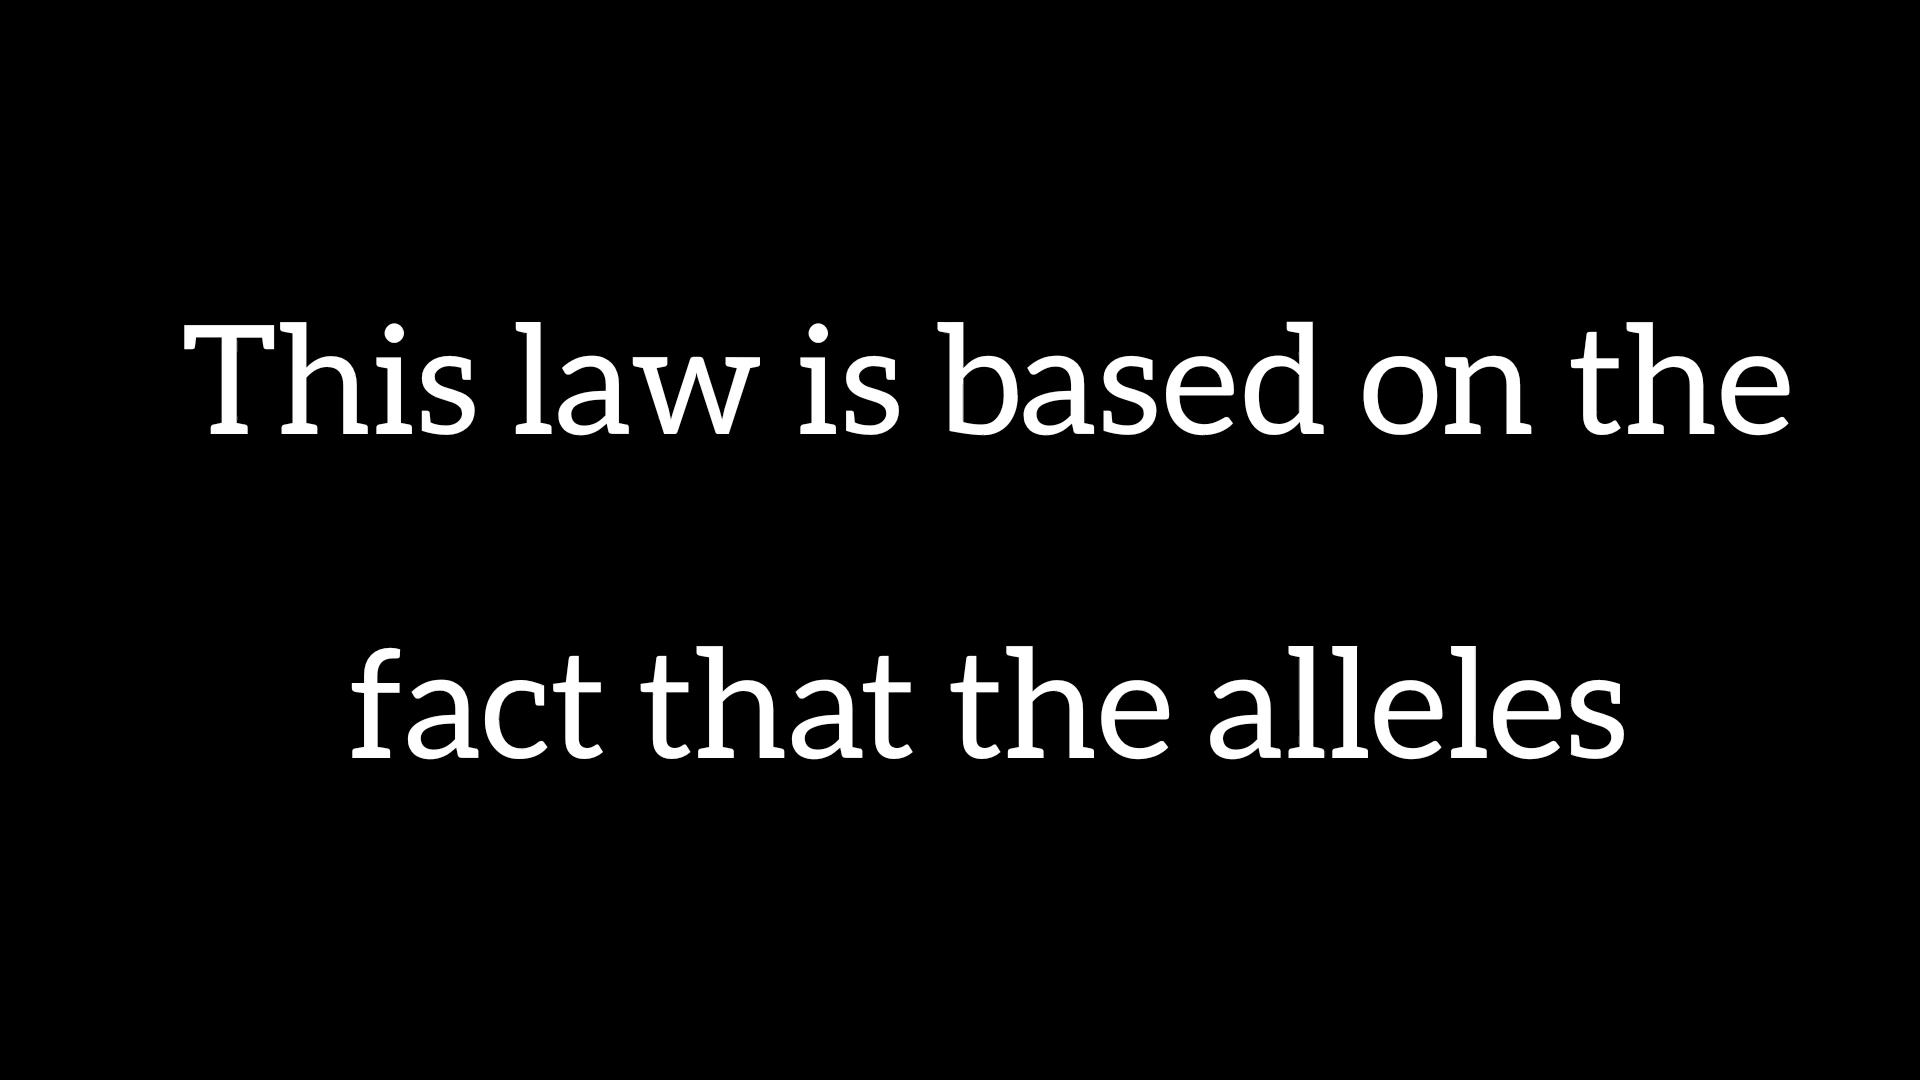 This law is based on the
fact that the alleles